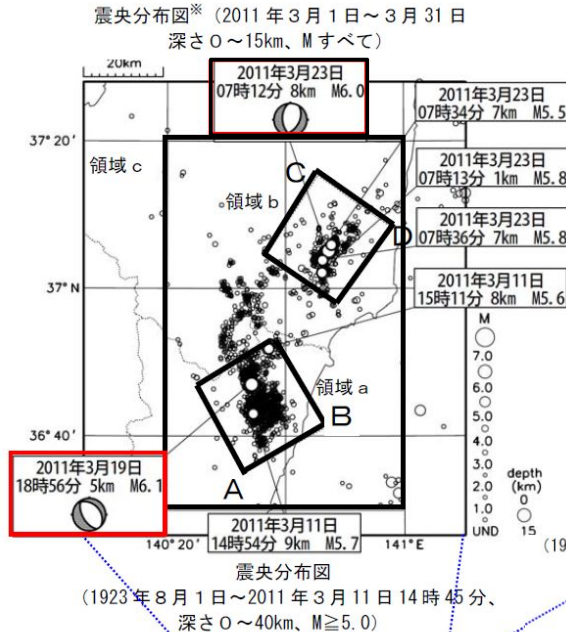 震央分布図※（2011年3月1日～3月31日
深さ0～15km、Mすべて）
20km
2011年3月23日
07時12分 8km M6.0
2011年3月23日
07時34分 7km M5.5
37°20'
領域c
C
2011年3月23日
07時13分 1km M5.8
領域b
D
2011年3月23日
07時36分 7km M5.8
37°N
2011年3月11日
15時11分 8km M5.6
M
7.0
6.0
5.0
4.0
3.0
2.0
1.0
UND
領域a
B
36°40'
A
2011年3月19日
18時56分 5km M6.1
depth
(km)
0
15
2011年3月11日
14時54分 9km M5.7
140°20'
141°E
(19
震央分布図
（1923年8月1日～2011年3月11日14時45分、
深さ0～40km、M≧5.0）